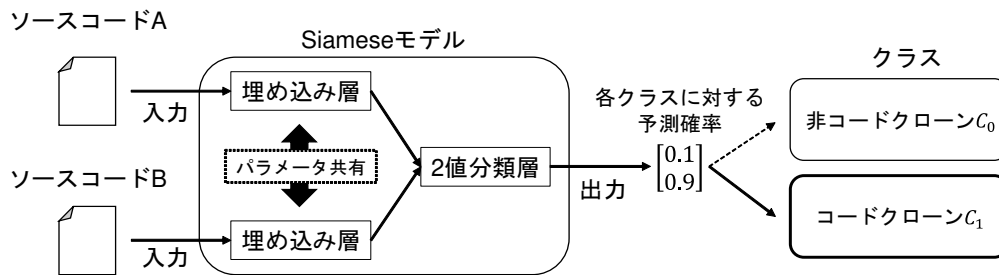 ソースコードA
入力
ソースコードB
入力
Siameseモデル
埋め込み層
パラメータ共有
埋め込み層
2値分類層
出力
各クラスに対する
予測確率
[0.1
0.9]
クラス
非コードクローンC₀
コードクローンC₁